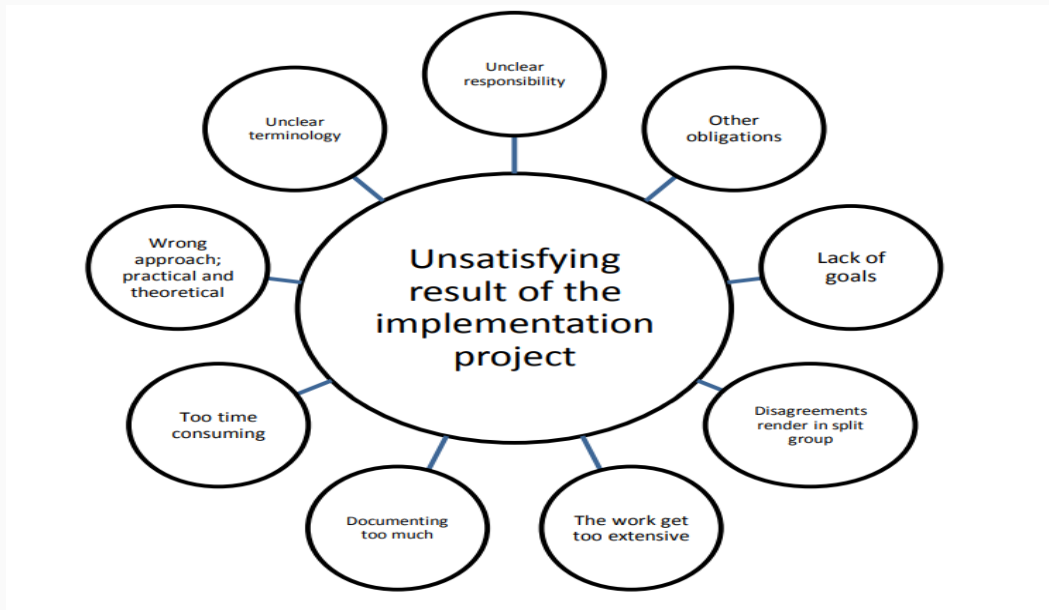 Unclear
responsibility
Other
obligations
Lack of
goals
Disagreements
render in split
group
The work get
too extensive
Documenting
too much
Too time
consuming
Wrong
approach;
practical and
theoretical
Unclear
terminology
Unsatisfying
result of the
implementation
project